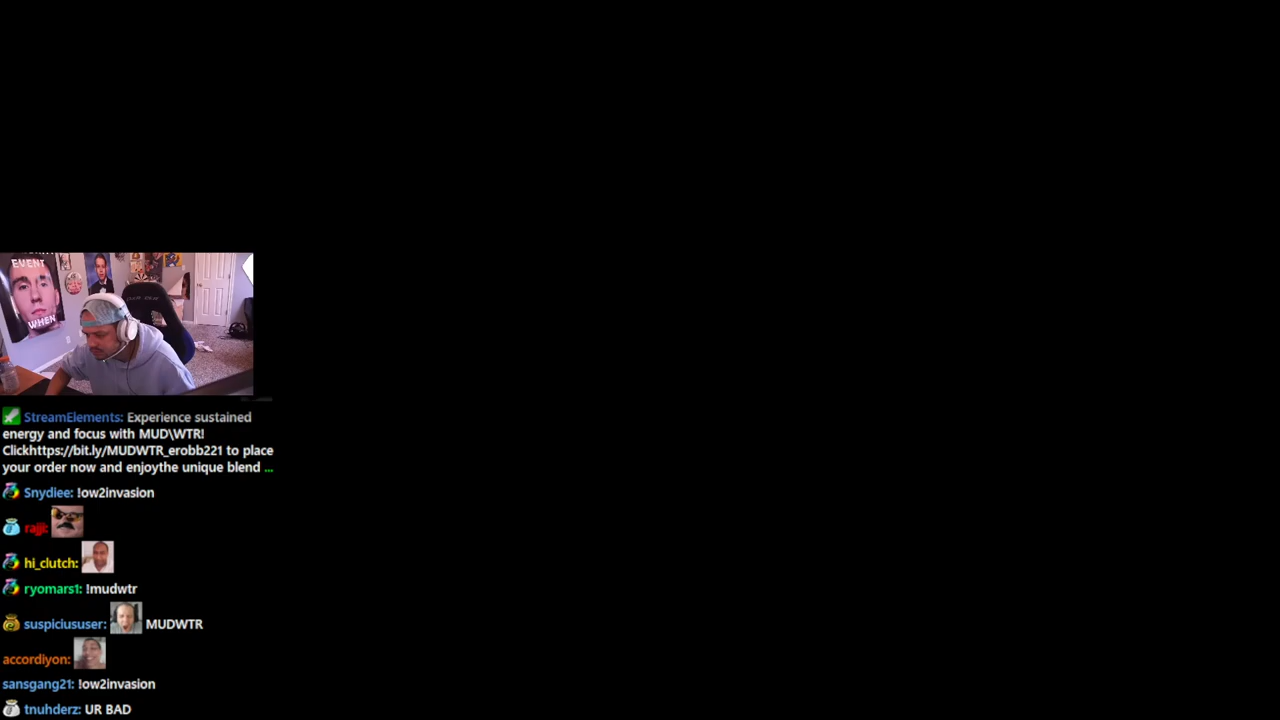 EVENT
WHEN
StreamElements: Experience sustained
energy and focus with MUD\WTR!
Clickhttps://bit.ly/MUDWTR_erobb221 to place
your order now and enjoythe unique blend ...
Snydiee: !ow2invasion
rajji:
hi_clutch:
ryomars1: !mudwtr
suspiciususer: MUDWTR
accordiyon:
sansgang21: !ow2invasion
tnuhderz: UR BAD